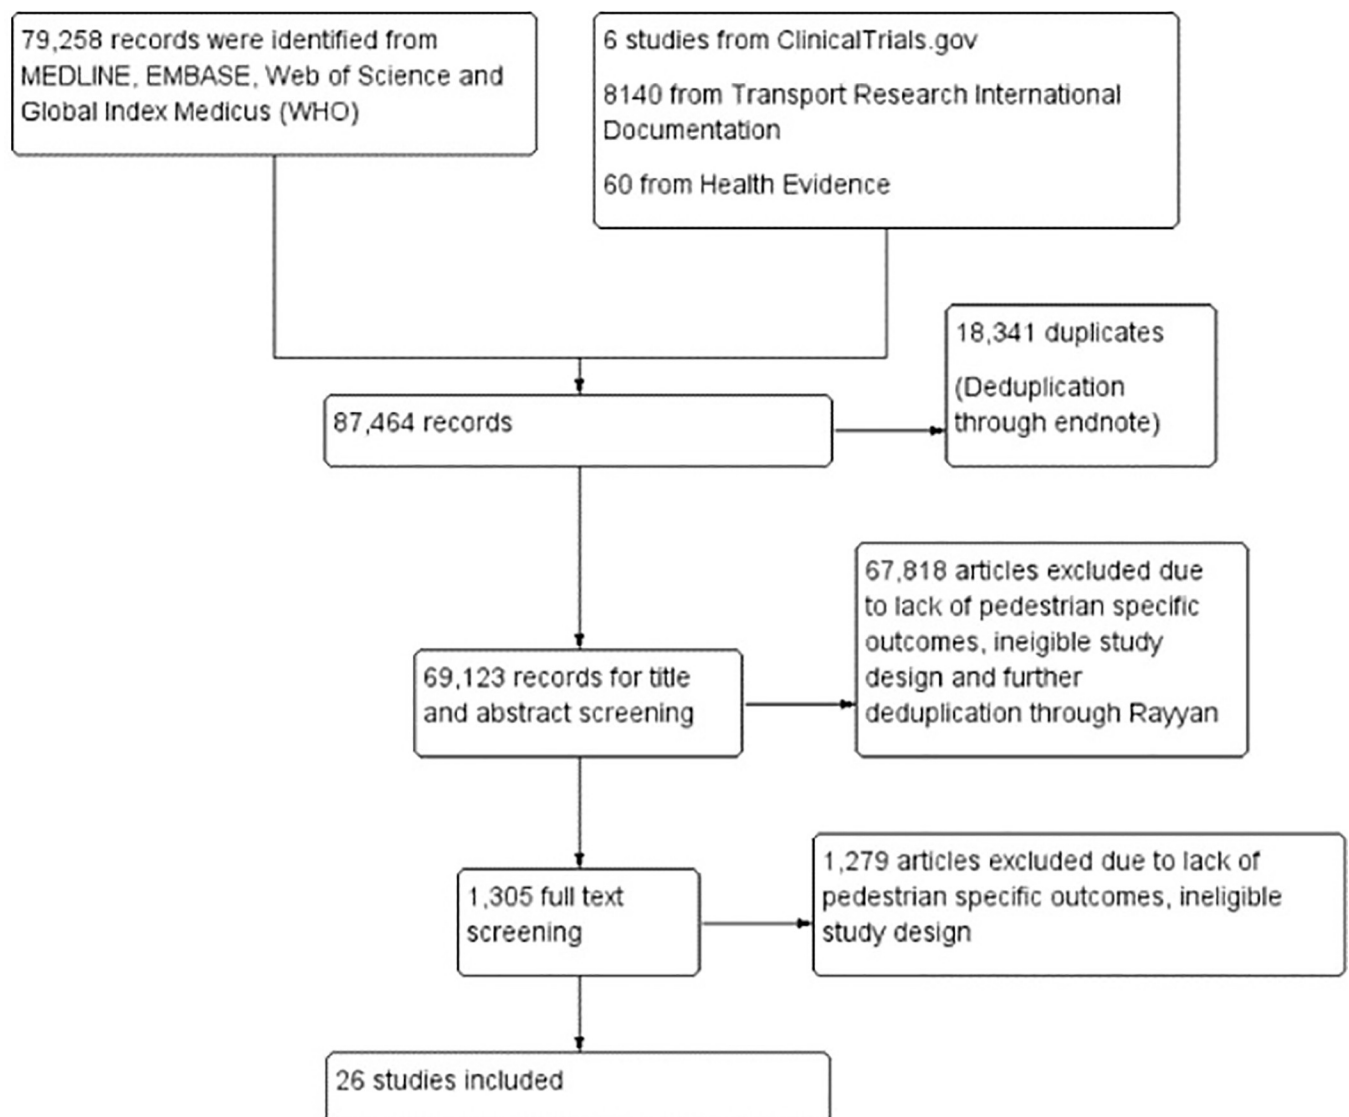 79,258 records were identified from
MEDLINE, EMBASE, Web of Science and
Global Index Medicus (WHO)
6 studies from ClinicalTrials.gov
8140 from Transport Research International
Documentation
60 from Health Evidence
18,341 duplicates
(Deduplication
through endnote)
87,464 records
67,818 articles excluded due
to lack of pedestrian specific
outcomes, ineigible study
design and further
deduplication through Rayyan
69,123 records for title
and abstract screening
1,279 articles excluded due to lack of
pedestrian specific outcomes, ineligible
study design
1,305 full text
screening
26 studies included